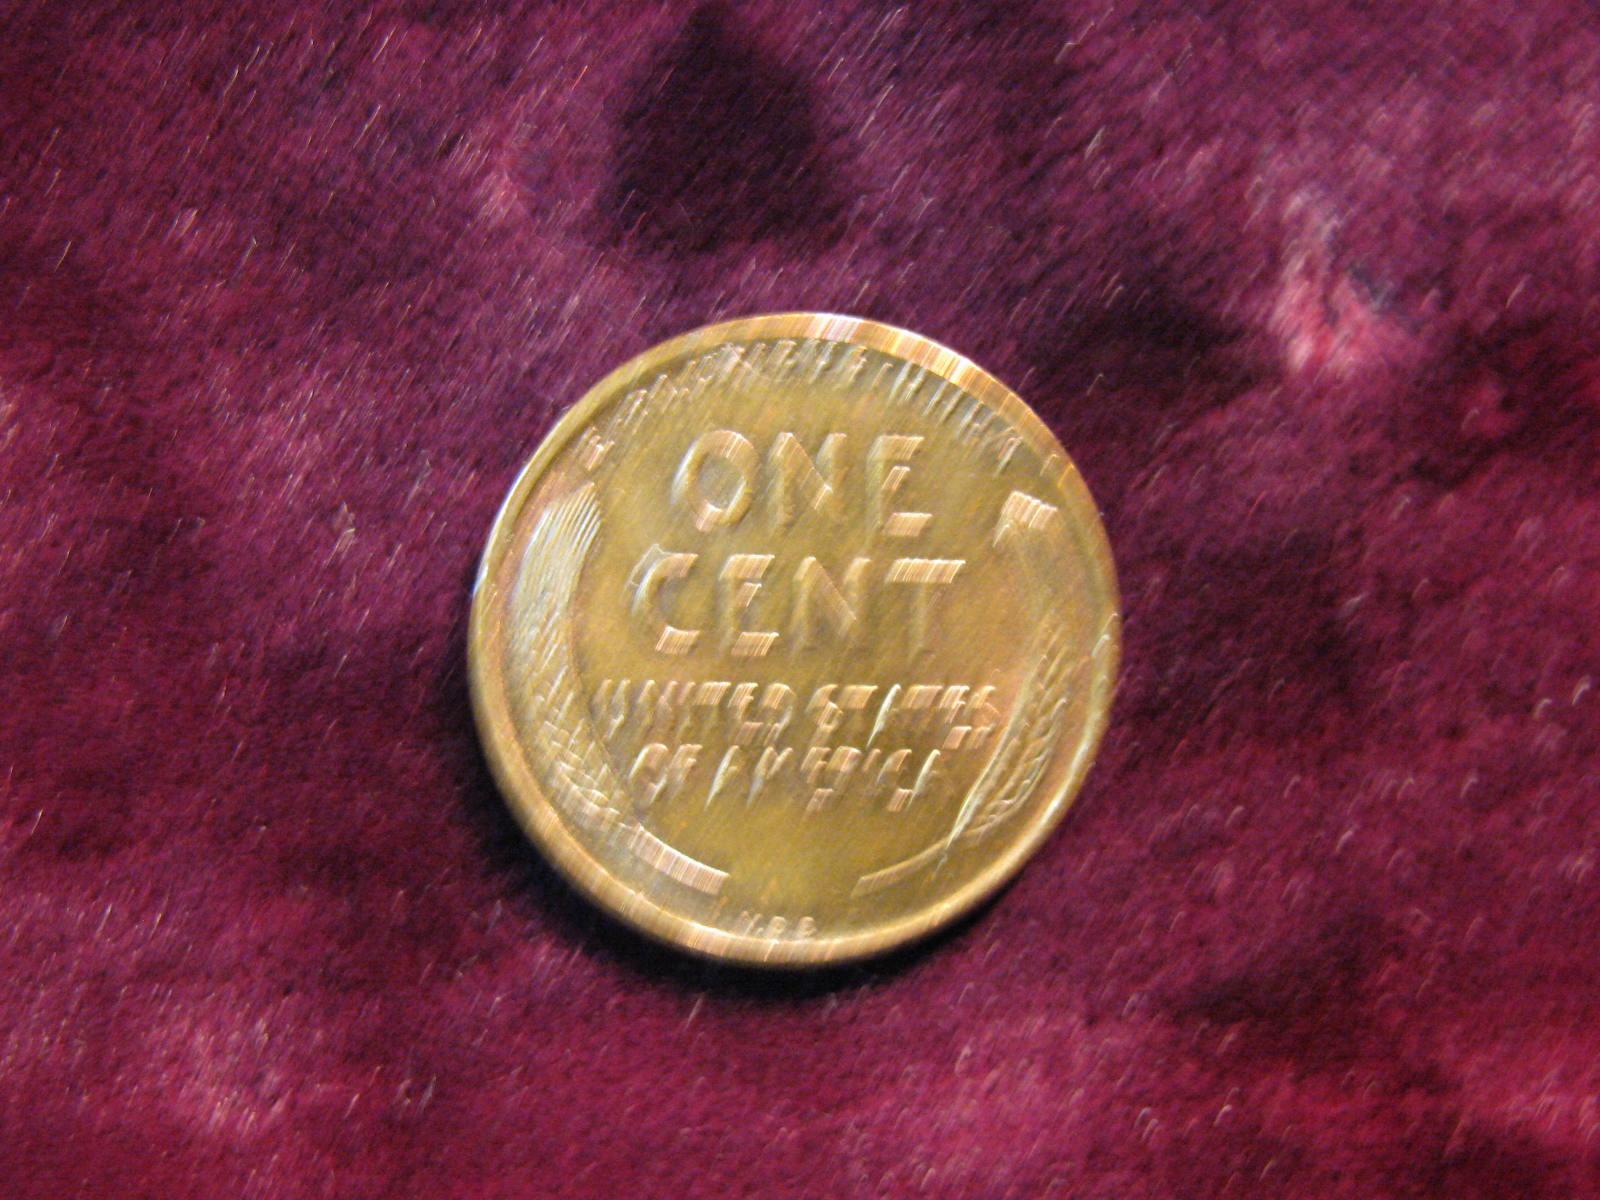 ONE
CENT
UNITED STATES
OF AMERICA
V.D.B.